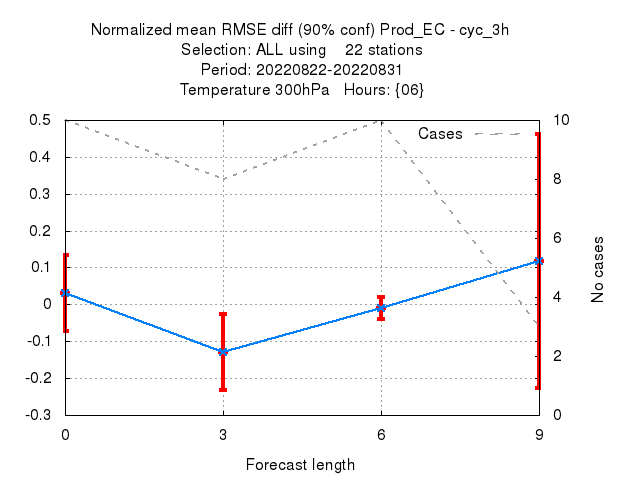 Normalized mean RMSE diff (90% conf) Prod_EC - cyc_3h
Selection: ALL using    22 stations
Period: 20220822-20220831
Temperature 300hPa   Hours: {06}
0.5
0.4
0.3
0.2
0.1
0
-0.1
-0.2
-0.3
Cases
10
8
6
4
2
0
No cases
0 3 6 9
Forecast length